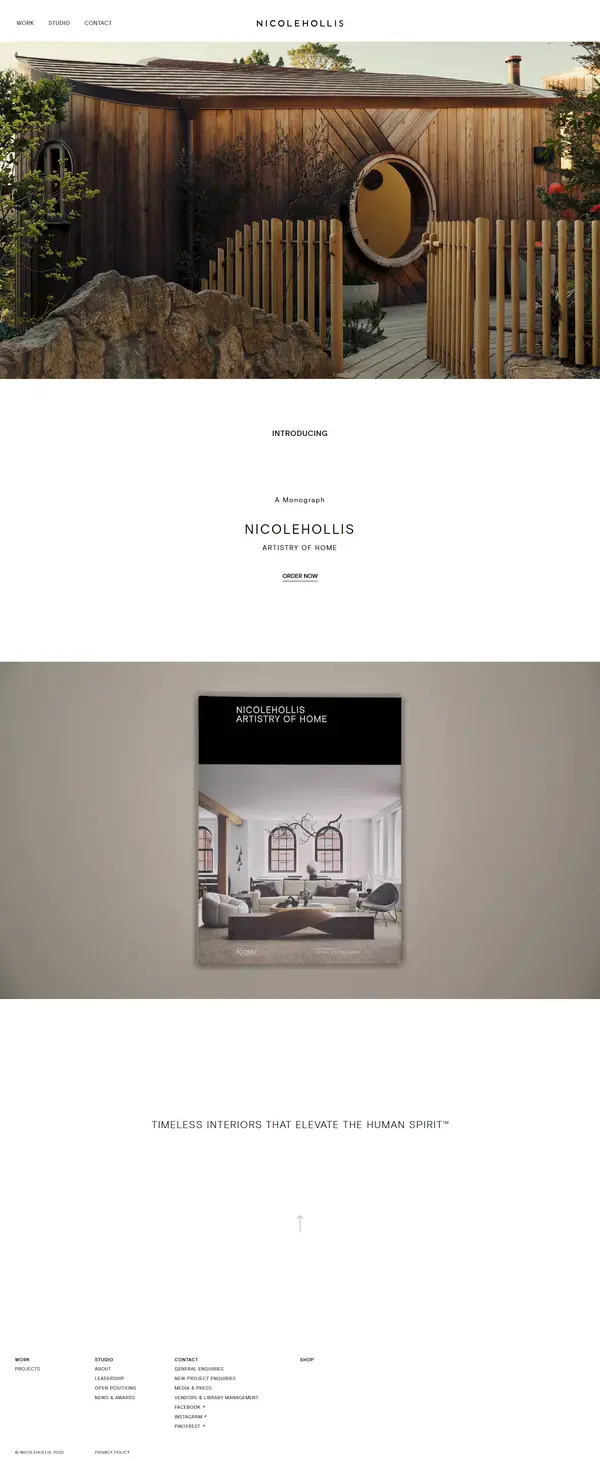 WORK STUDIO CONTACT NICOLEHOLLIS
INTRODUCING
A Monograph
NICOLEHOLLIS
ARTISTRY OF HOME
ORDER NOW
NICOLEHOLLIS
ARTISTRY OF HOME
TIMELESS INTERIORS THAT ELEVATE THE HUMAN SPIRIT™
↑
WORK
PROJECTS
STUDIO
ABOUT
LEADERSHIP
OPEN POSITIONS
NEWS & AWARDS
CONTACT
GENERAL ENQUIRIES
NEW PROJECT ENQUIRIES
MEDIA & PRESS
VENDORS & LIBRARY MANAGEMENT
FACEBOOK ↗
INSTAGRAM ↗
PINTEREST ↗
SHOP
© NICOLEHOLLIS
PRIVACY POLICY